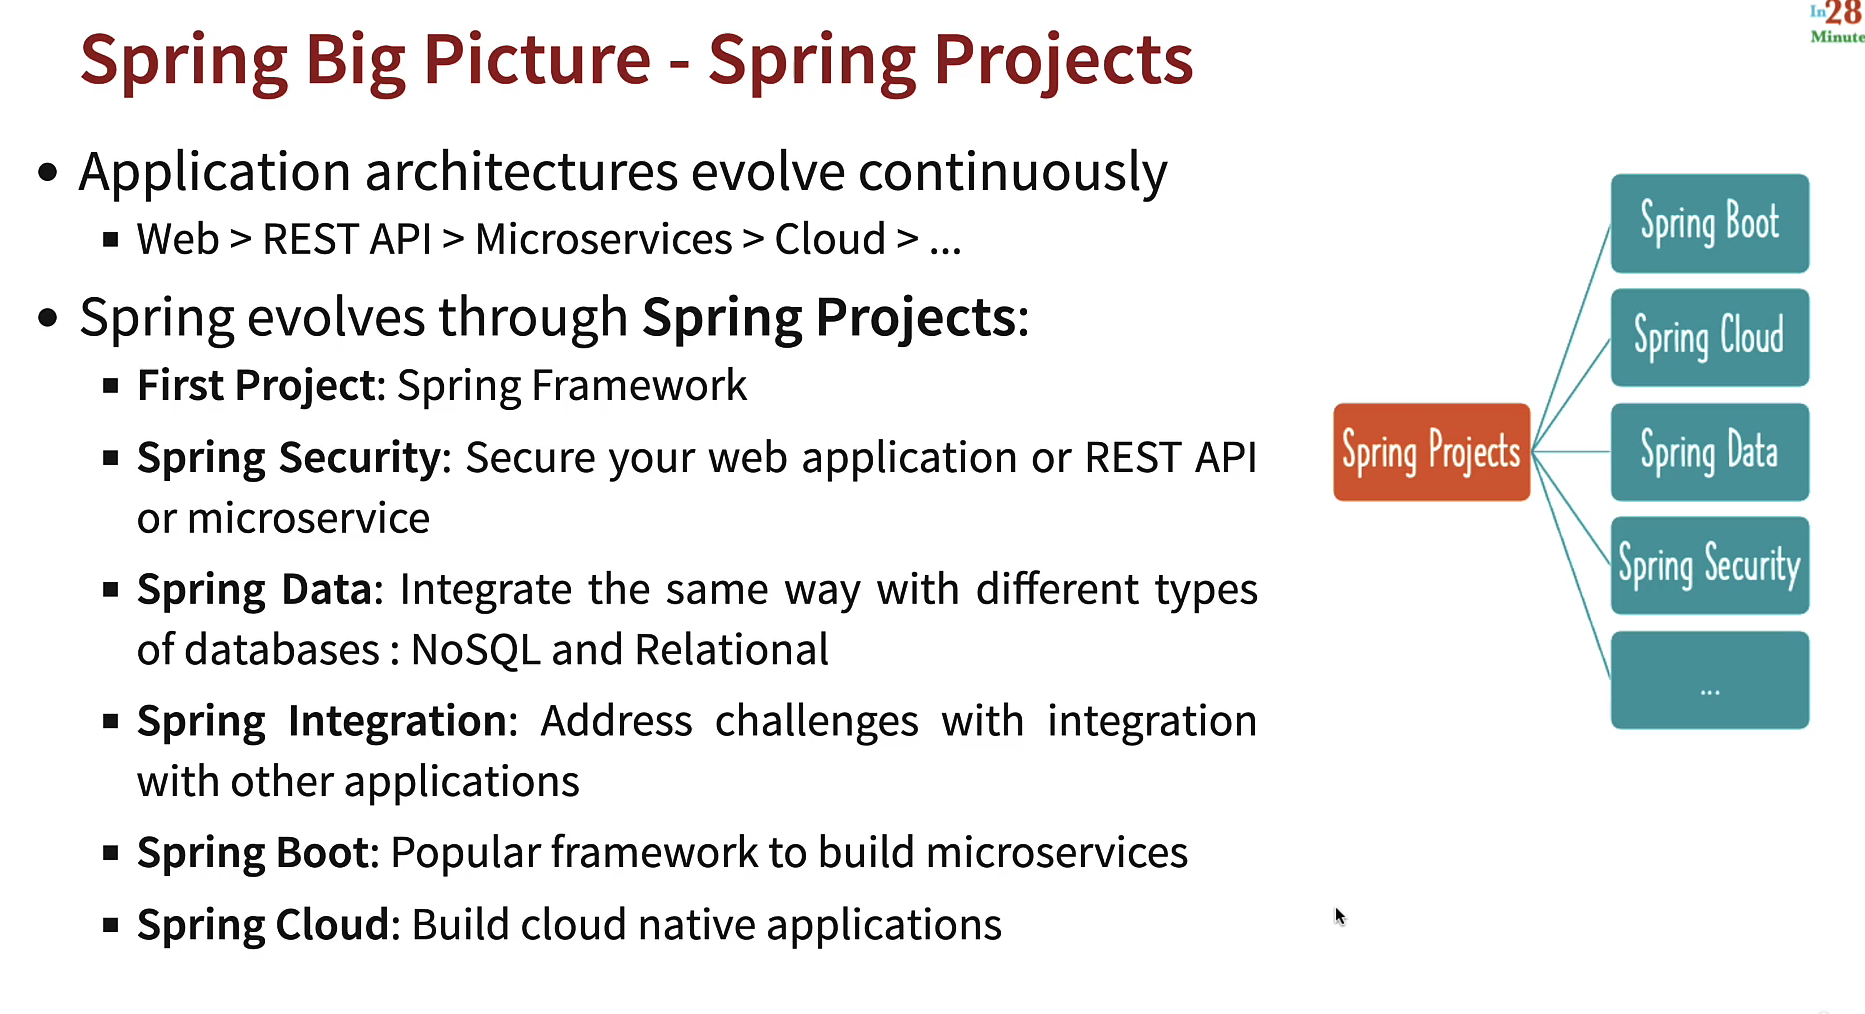 In28
Minute
Spring Big Picture - Spring Projects
• Application architectures evolve continuously
▪ Web > REST API > Microservices > Cloud > ...
• Spring evolves through Spring Projects:
▪ First Project: Spring Framework
▪ Spring Security: Secure your web application or REST API
or microservice
▪ Spring Data: Integrate the same way with different types
of databases : NoSQL and Relational
▪ Spring Integration: Address challenges with integration
with other applications
▪ Spring Boot: Popular framework to build microservices
▪ Spring Cloud: Build cloud native applications
Spring Projects
Spring Boot
Spring Cloud
Spring Data
Spring Security
...